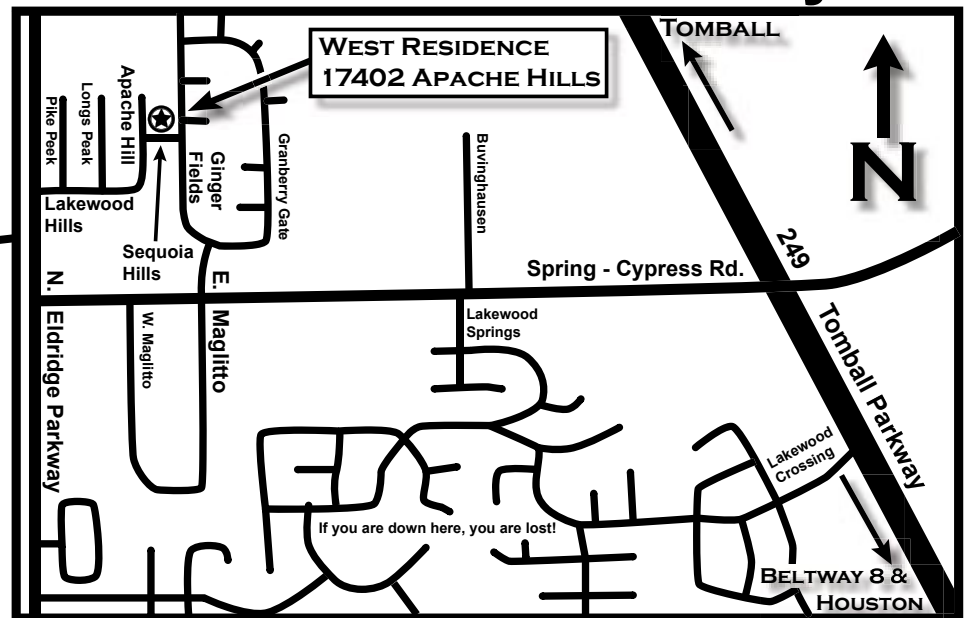 TOMBALL
WEST RESIDENCE
17402 APACHE HILLS
N
Pike Peek
Longs Peak
Apache Hill
Ginger
Fields
Granberry Gate
Buvinghausen
Lakewood
Hills
Sequoia
Hills
249
Spring - Cypress Rd.
N. Eldridge Parkway
W. Maglitto
E. Maglitto
Lakewood
Springs
Tomball Parkway
Lakewood
Crossing
If you are down here, you are lost!
BELTWAY 8 &
HOUSTON